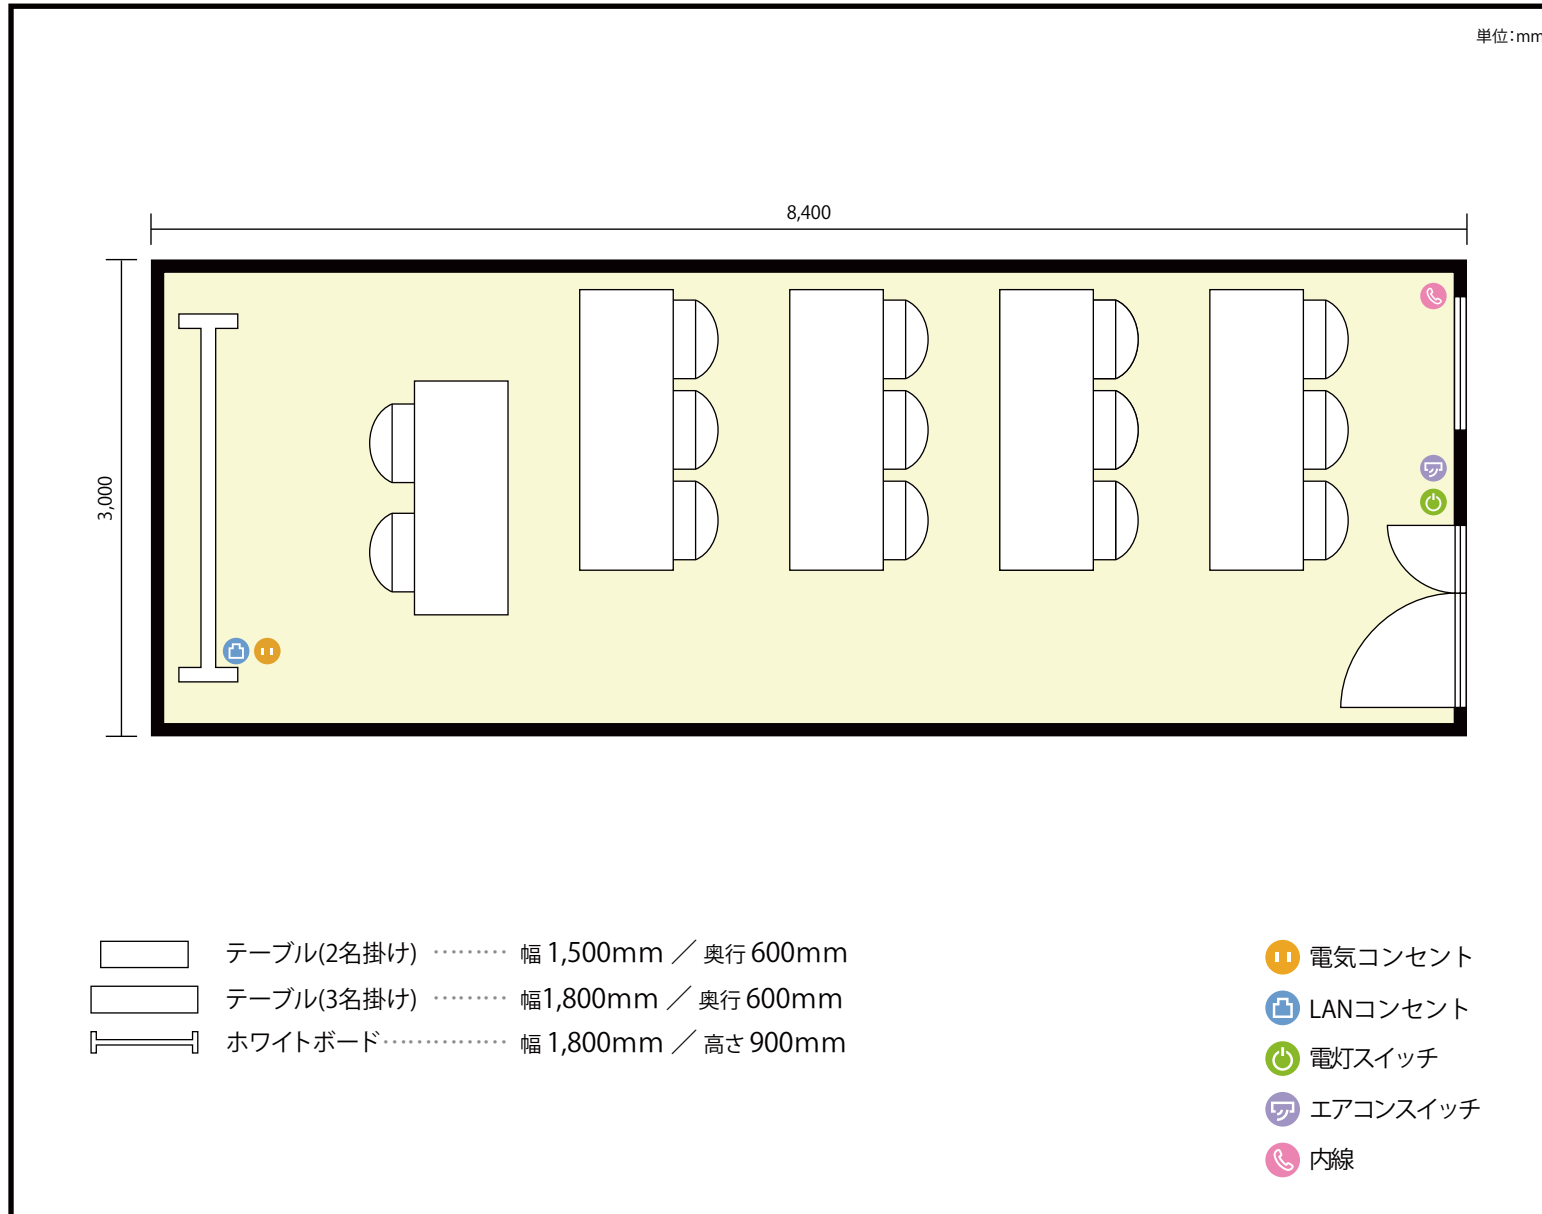 単位：mm
8,400
3,000
テーブル(2名掛け) ……… 幅 1,500mm ／ 奥行 600mm
テーブル(3名掛け) ……… 幅1,800mm ／ 奥行 600mm
ホワイトボード…………… 幅 1,800mm ／ 高さ 900mm
電気コンセント
LANコンセント
電灯スイッチ
エアコンスイッチ
内線